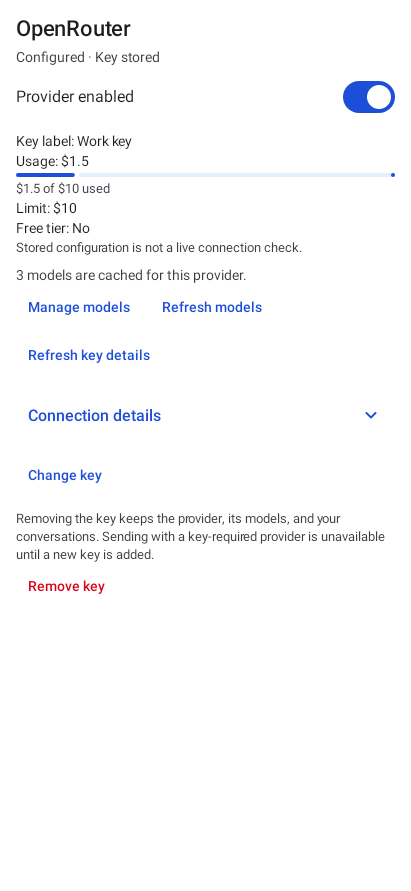 OpenRouter
Configured · Key stored
Provider enabled
Key label: Work key
Usage: $1.5
$1.5 of $10 used
Limit: $10
Free tier: No
Stored configuration is not a live connection check.
3 models are cached for this provider.
Manage models Refresh models
Refresh key details
Connection details
Change key
Removing the key keeps the provider, its models, and your
conversations. Sending with a key-required provider is unavailable
until a new key is added.
Remove key